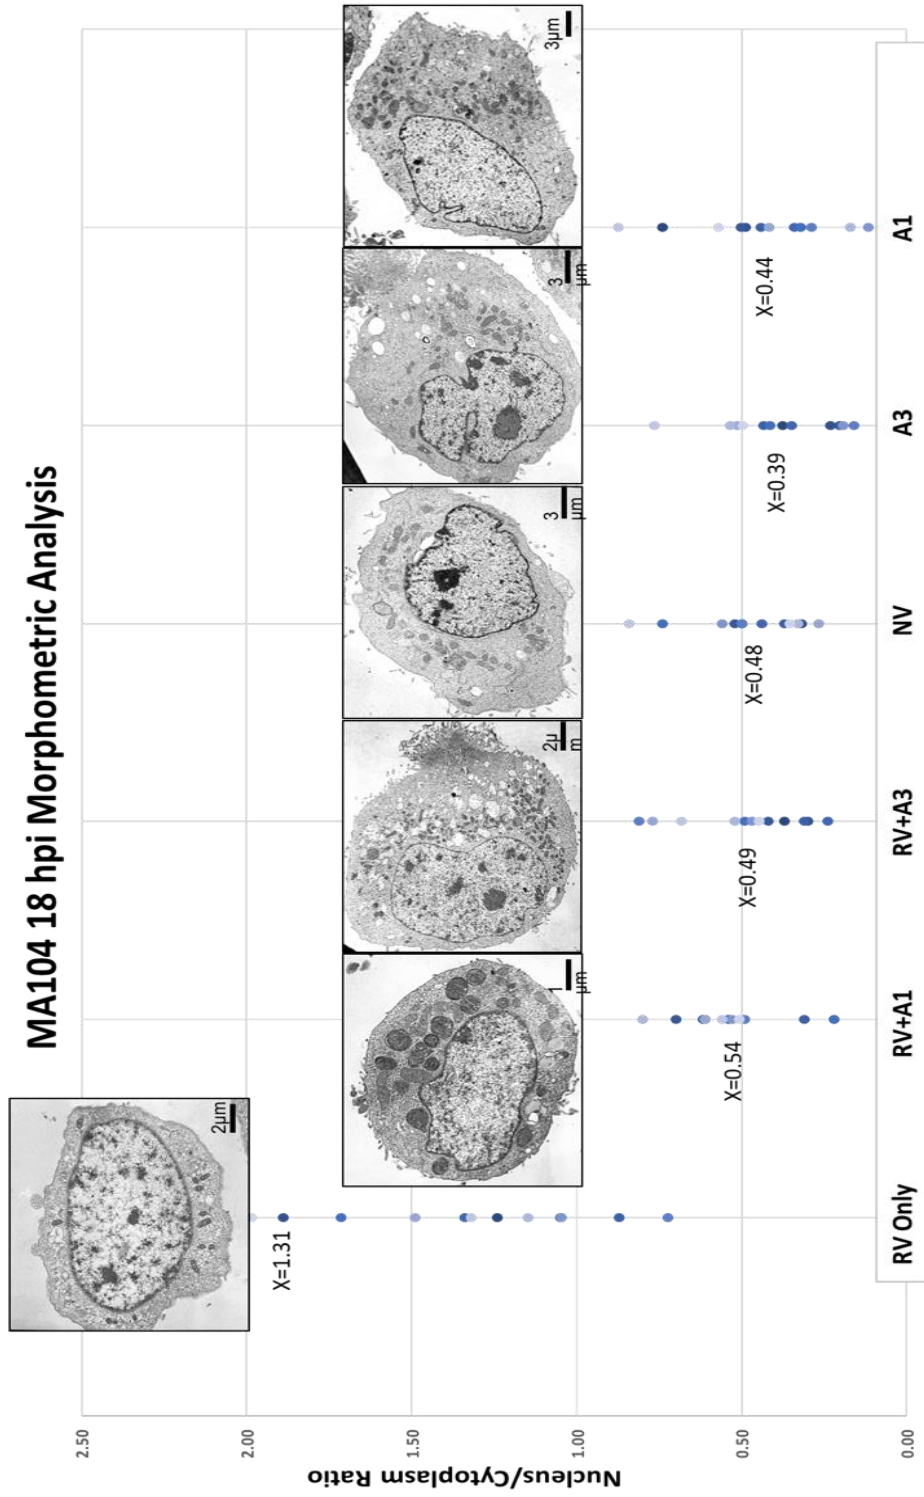 MA104 18 hpi Morphometric Analysis
Nucleus/Cytoplasm Ratio
2.50
2.00
1.50
1.00
0.50
0.00
2µm
1
µm
2µ
m
3
µm
3
µm
3µm
X=1.31
X=0.54
X=0.49
X=0.48
X=0.39
X=0.44
RV Only
RV+A1
RV+A3
NV
A3
A1